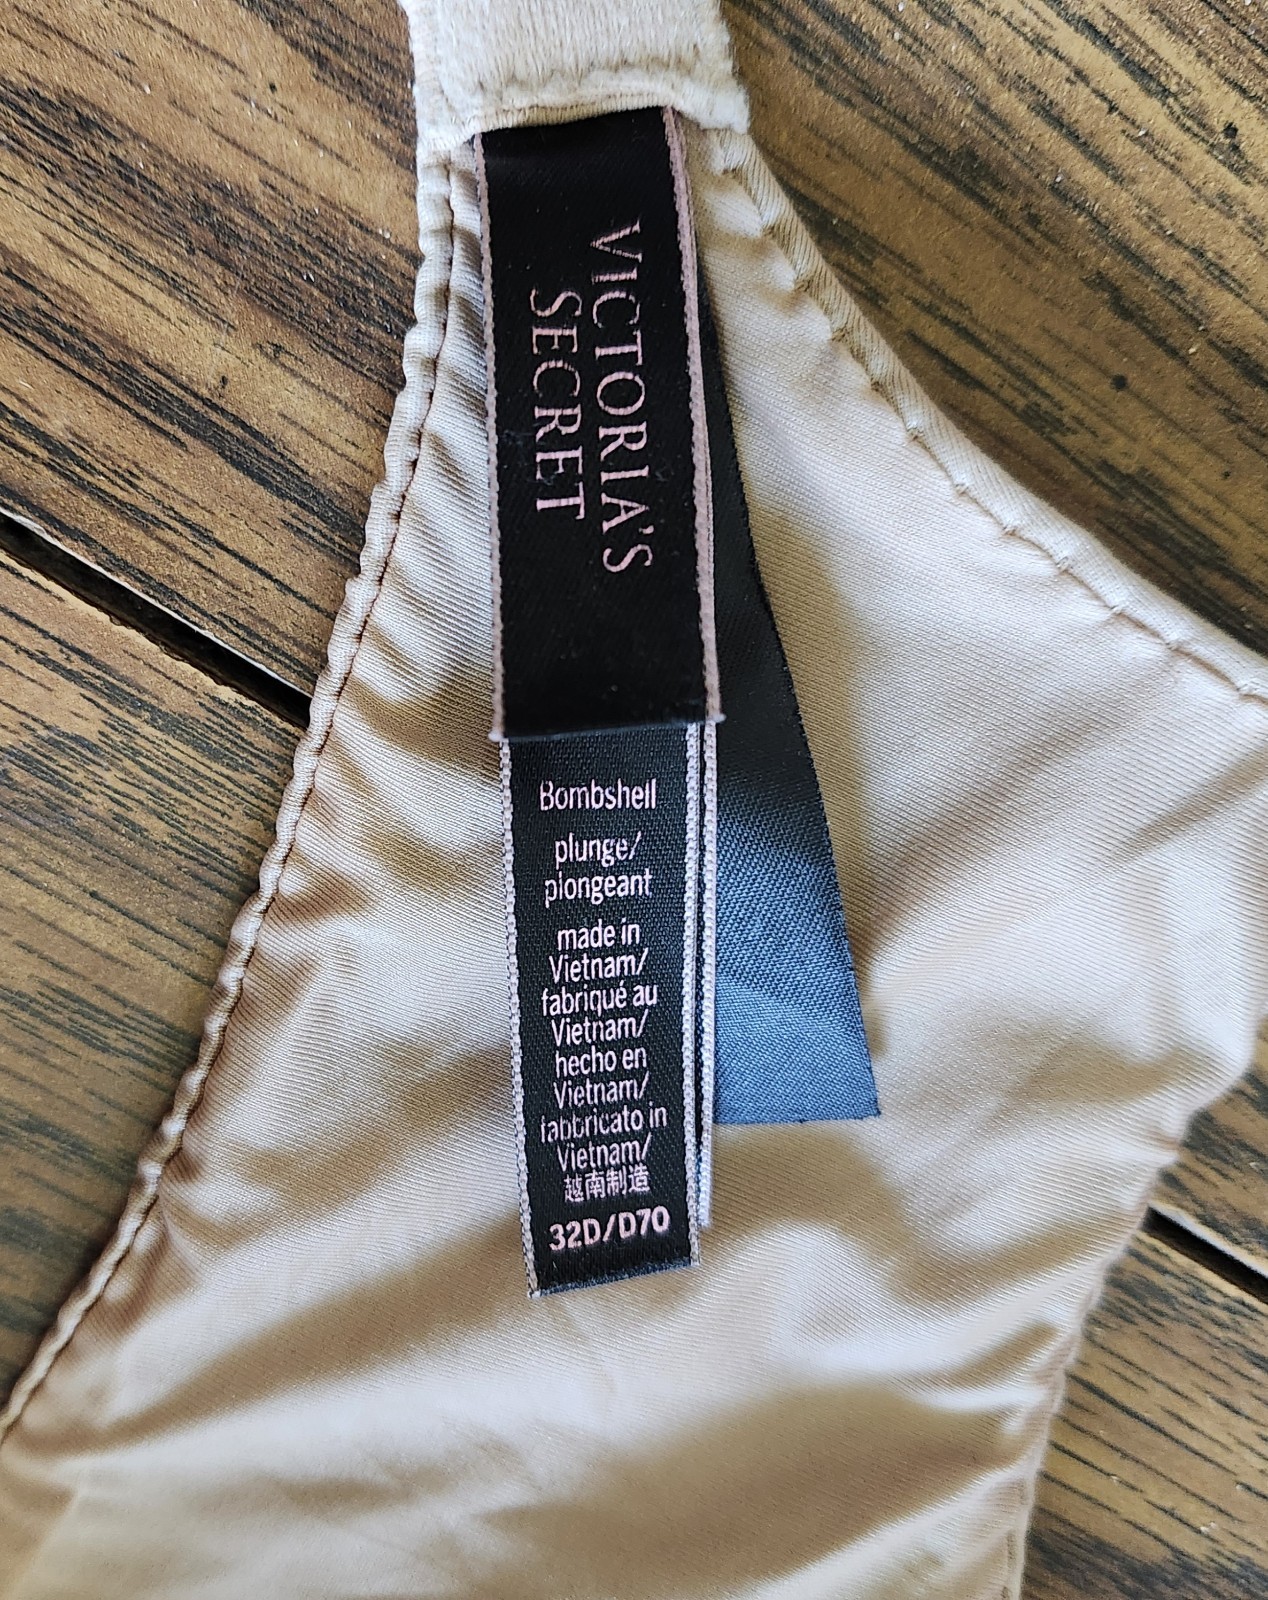 VICTORIA'S
SECRET
Bombshell
plunge/
plongeant
made in
Vietnam/
fabriqué au
Vietnam/
hecho en
Vietnam/
fabbricato in
Vietnam/
越南制造
32D/D70